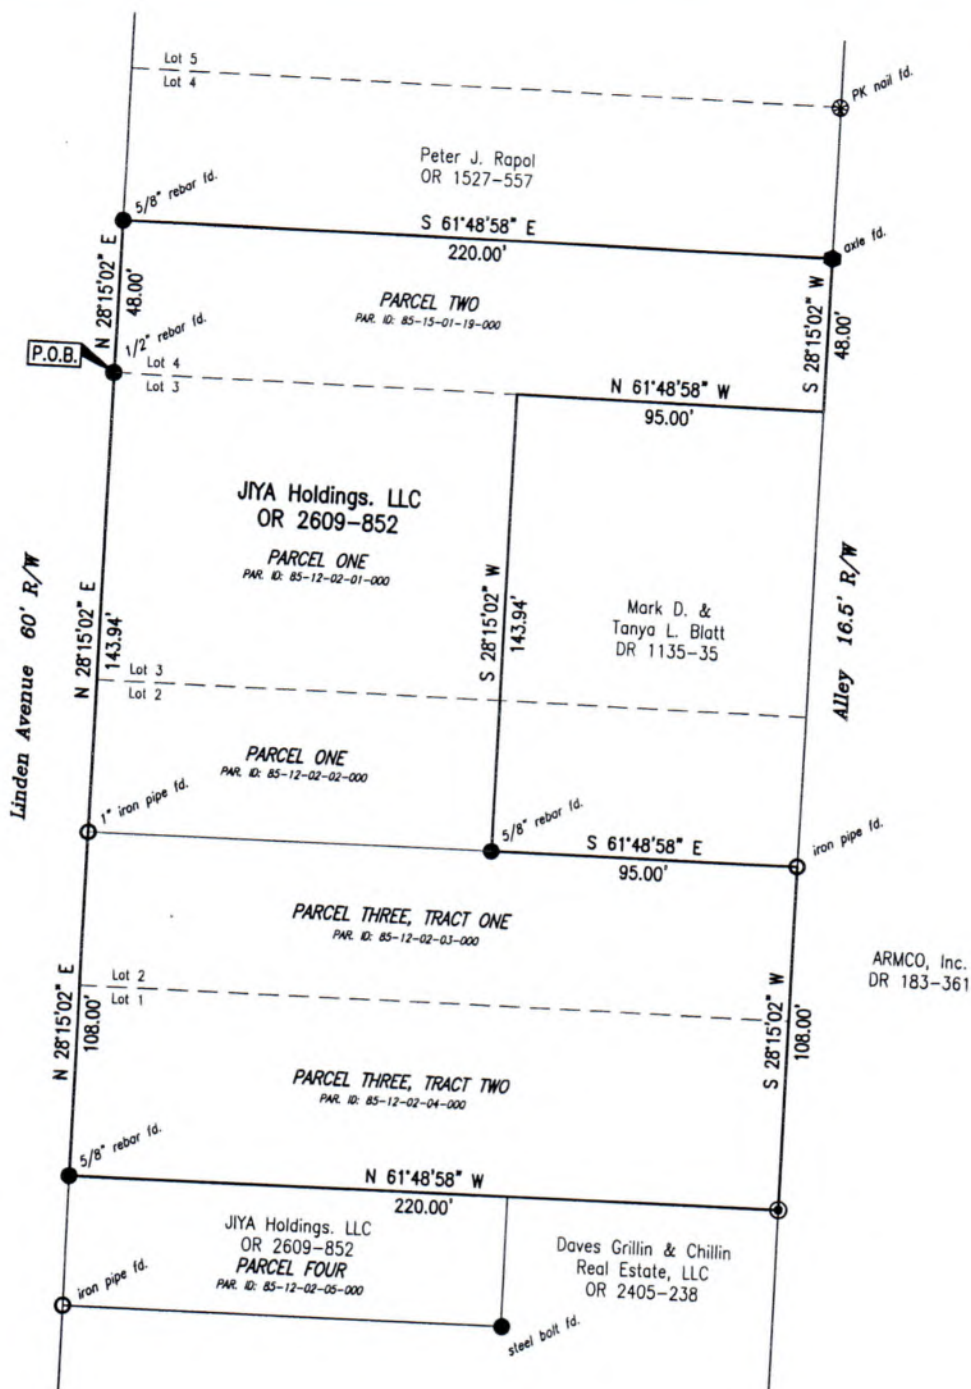 Lot 5
Lot 4
PK nail fd.
Peter J. Rapol
OR 1527-557
5/8" rebar fd.
S 61°48'58" E
220.00'
axle fd.
N 28°15'02" E
48.00'
PARCEL TWO
PAR. ID: 85-15-01-19-000
S 28°15'02" W
48.00'
1/2" rebar fd.
P.O.B.
Lot 4
Lot 3
N 61°48'58" W
95.00'
JIYA Holdings. LLC
OR 2609-852
PARCEL ONE
PAR. ID: 85-12-02-01-000
Linden Avenue 60' R/W
N 28°15'02" E
143.94'
S 28°15'02" W
143.94'
Mark D. &
Tanya L. Blatt
DR 1135-35
Alley 16.5' R/W
Lot 3
Lot 2
PARCEL ONE
PAR. ID: 85-12-02-02-000
1" iron pipe fd.
5/8" rebar fd.
S 61°48'58" E
95.00'
iron pipe fd.
PARCEL THREE, TRACT ONE
PAR. ID: 85-12-02-03-000
ARMCO, Inc.
DR 183-361
N 28°15'02" E
108.00'
Lot 2
Lot 1
S 28°15'02" W
108.00'
PARCEL THREE, TRACT TWO
PAR. ID: 85-12-02-04-000
5/8" rebar fd.
N 61°48'58" W
220.00'
JIYA Holdings. LLC
OR 2609-852
PARCEL FOUR
PAR. ID: 85-12-02-05-000
Daves Grillin & Chillin
Real Estate, LLC
OR 2405-238
iron pipe fd.
steel bolt fd.